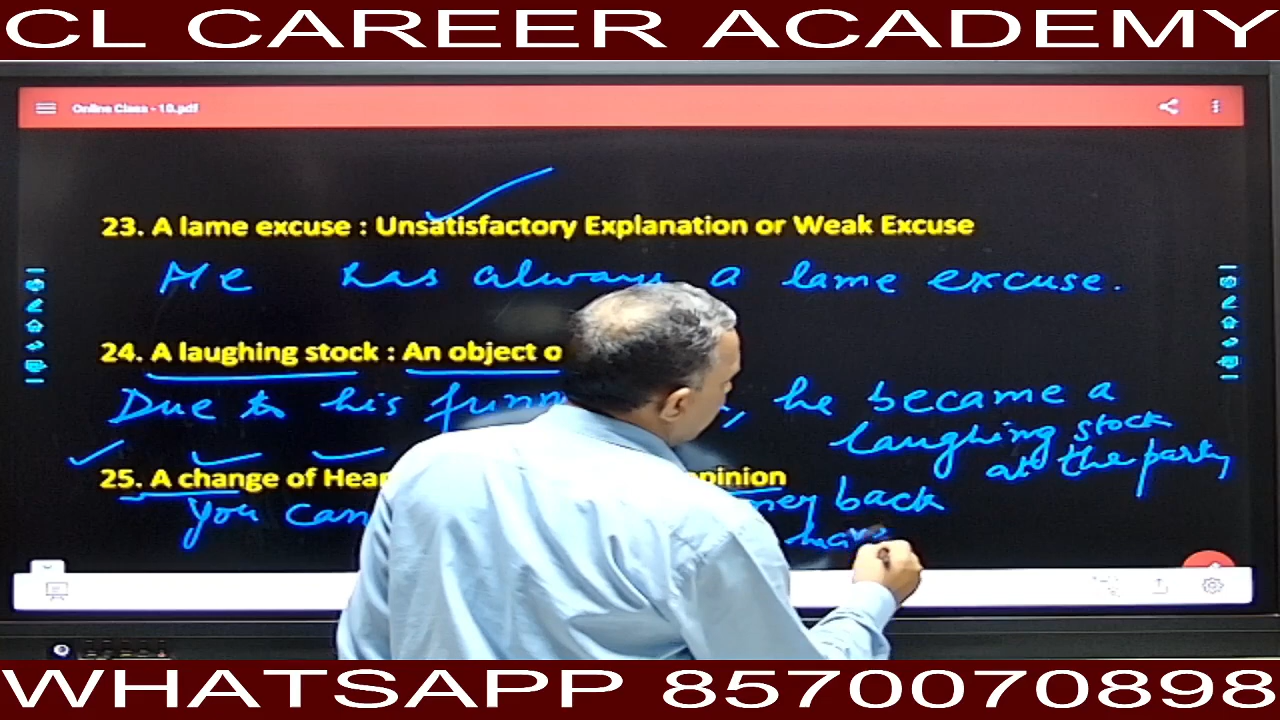 CL CAREER ACADEMY
Online Class - 10.pdf
23. A lame excuse : Unsatisfactory Explanation or Weak Excuse
He has always a lame excuse.
24. A laughing stock : An object o
Due to his funn , he became a
laughing stock
at the party
25. A change of Hear pinion
you can ney back
have
WHATSAPP 8570070898